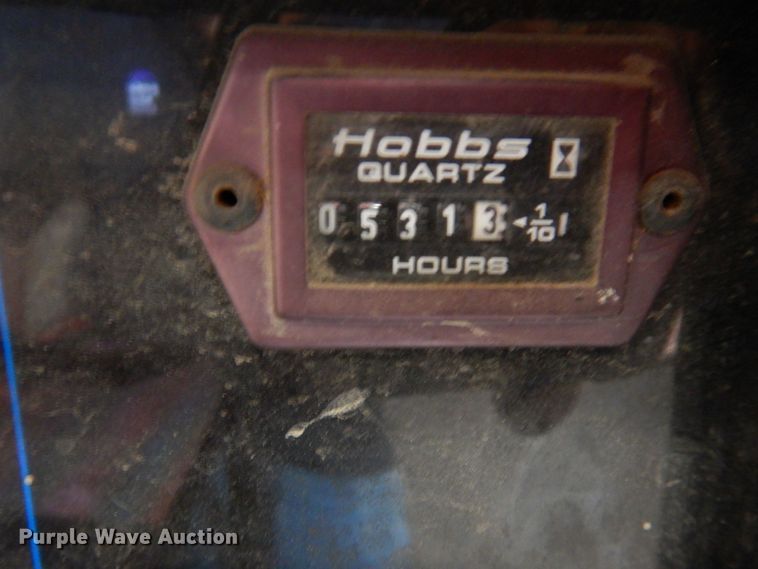 Hobbs
QUARTZ
0 5 3 1 3 ◄ 1/10
HOURS
Purple Wave Auction